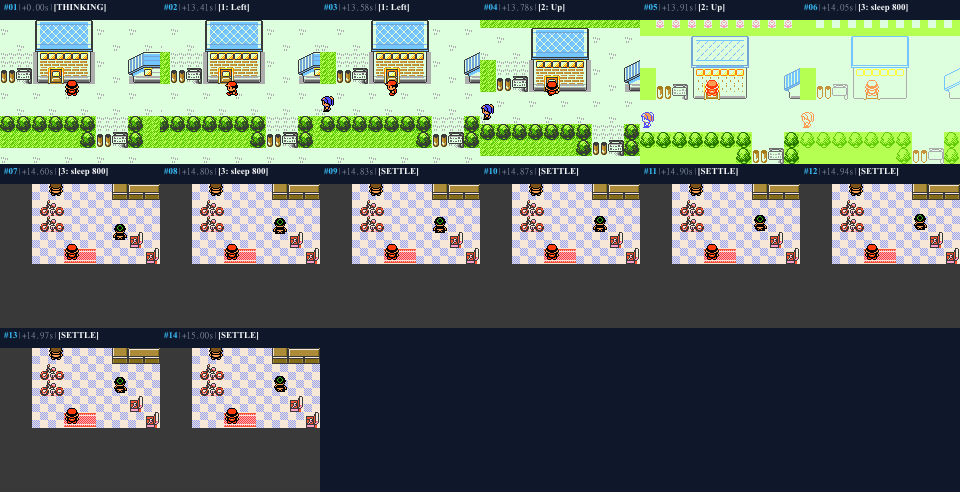 #01|+0.00s|[THINKING]
#02|+13.41s|[1: Left]
#03|+13.58s|[1: Left]
#04|+13.78s|[2: Up]
#05|+13.91s|[2: Up]
#06|+14.05s|[3: sleep 800]
#07|+14.60s|[3: sleep 800]
#08|+14.80s|[3: sleep 800]
#09|+14.83s|[SETTLE]
#10|+14.87s|[SETTLE]
#11|+14.90s|[SETTLE]
#12|+14.94s|[SETTLE]
#13|+14.97s|[SETTLE]
#14|+15.00s|[SETTLE]